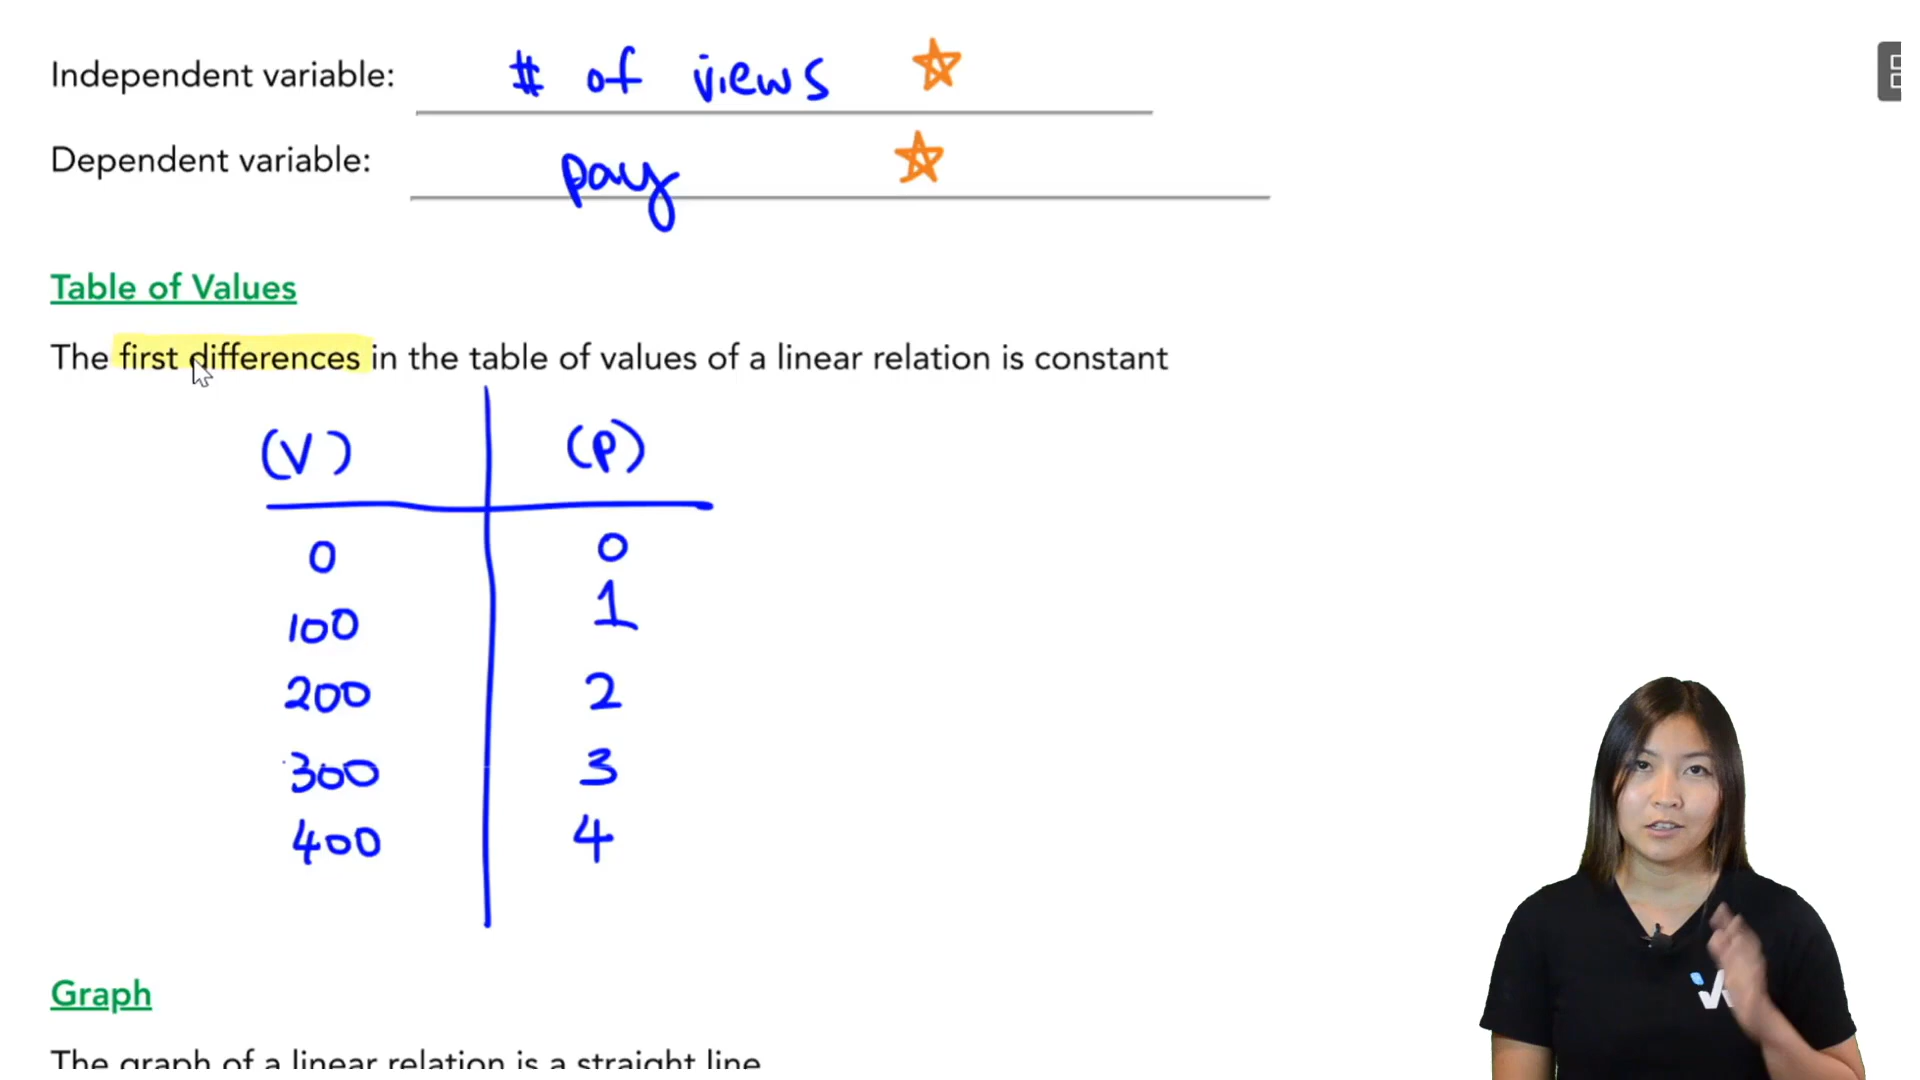 Independent variable: # of views
Dependent variable: pay
Table of Values
The first differences in the table of values of a linear relation is constant
(V) (P)
0 0
100 1
200 2
300 3
400 4
Graph
The graph of a linear relation is a straight line